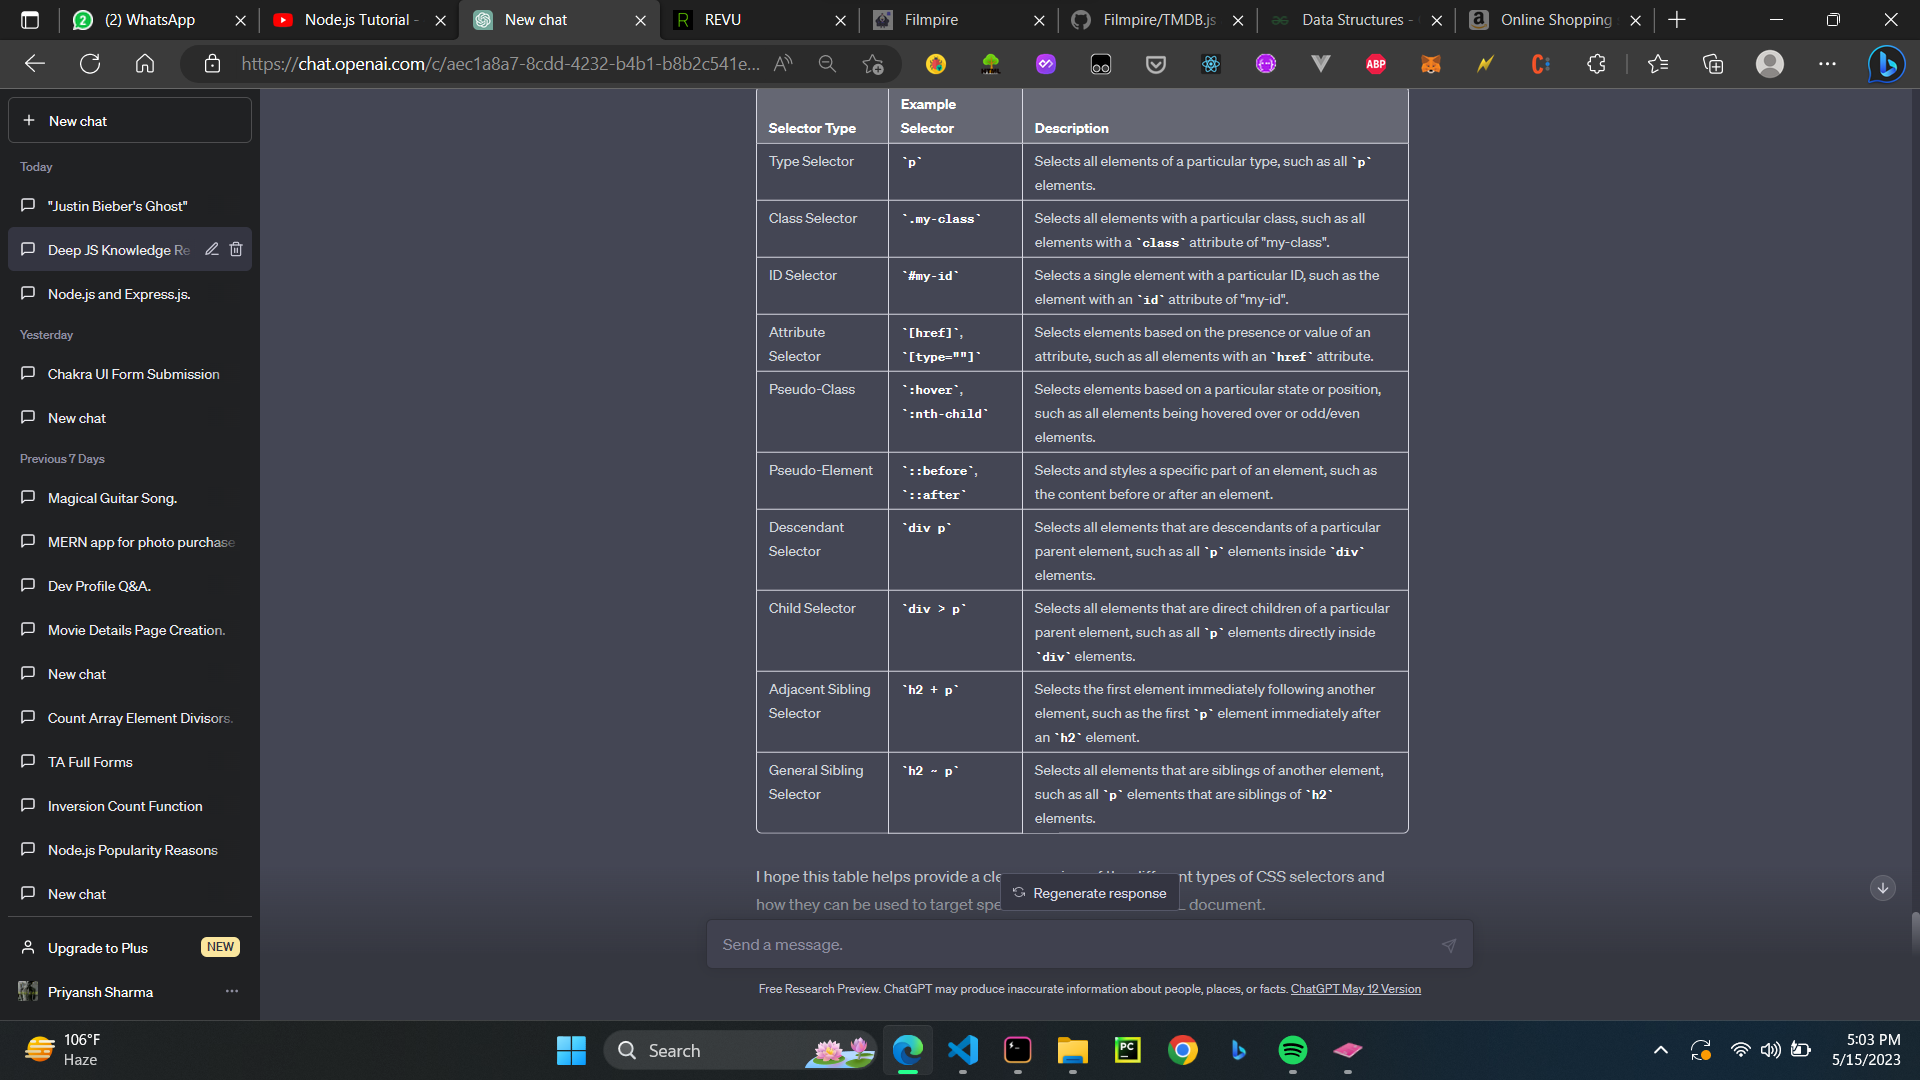 (2) WhatsApp
Node.js Tutorial -
New chat
REVU
Filmpire
Filmpire/TMDB.js
Data Structures -
Online Shopping
https://chat.openai.com/c/aec1a8a7-8cdd-4232-b4b1-b8b2c541e...
New chat
Today
"Justin Bieber's Ghost"
Deep JS Knowledge Re
Node.js and Express.js.
Yesterday
Chakra UI Form Submission
New chat
Previous 7 Days
Magical Guitar Song.
MERN app for photo purchase
Dev Profile Q&A.
Movie Details Page Creation.
New chat
Count Array Element Divisors.
TA Full Forms
Inversion Count Function
Node.js Popularity Reasons
New chat
Upgrade to Plus NEW
Priyansh Sharma
Example
Selector Type Selector Description
Type Selector `p` Selects all elements of a particular type, such as all `p`
elements.
Class Selector `.my-class` Selects all elements with a particular class, such as all
elements with a `class` attribute of "my-class".
ID Selector `#my-id` Selects a single element with a particular ID, such as the
element with an `id` attribute of "my-id".
Attribute `[href]`, Selects elements based on the presence or value of an
Selector `[type=""]` attribute, such as all elements with an `href` attribute.
Pseudo-Class `:hover`, Selects elements based on a particular state or position,
`:nth-child` such as all elements being hovered over or odd/even
elements.
Pseudo-Element `::before`, Selects and styles a specific part of an element, such as
`::after` the content before or after an element.
Descendant `div p` Selects all elements that are descendants of a particular
Selector parent element, such as all `p` elements inside `div`
elements.
Child Selector `div > p` Selects all elements that are direct children of a particular
parent element, such as all `p` elements directly inside
`div` elements.
Adjacent Sibling `h2 + p` Selects the first element immediately following another
Selector element, such as the first `p` element immediately after
an `h2` element.
General Sibling `h2 ~ p` Selects all elements that are siblings of another element,
Selector such as all `p` elements that are siblings of `h2`
elements.
I hope this table helps provide a types of CSS selectors and
how they can be used to target document.
Regenerate response
Send a message.
Free Research Preview. ChatGPT may produce inaccurate information about people, places, or facts. ChatGPT May 12 Version
ABP
106°F
Haze
Search
PC
5:03 PM
5/15/2023